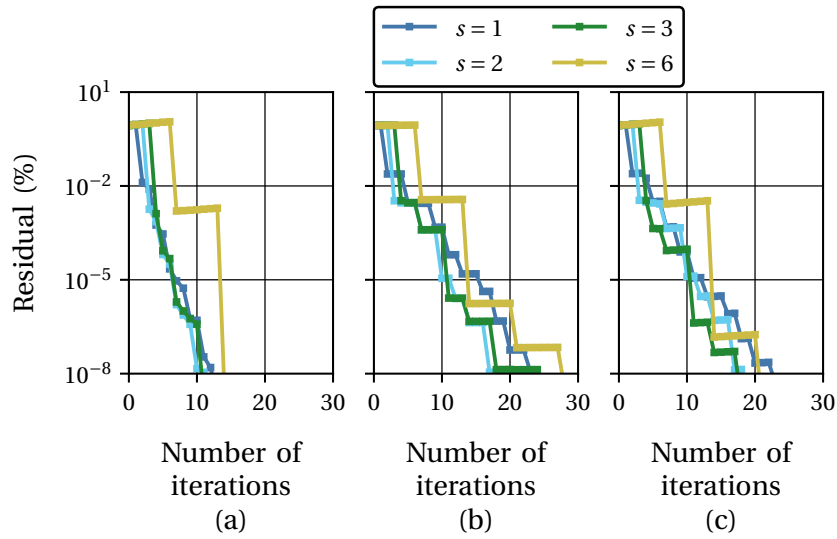 s = 1 s = 3
s = 2 s = 6
Residual (%)
10^1
10^−2
10^−5
10^−8
0 10 20 30 0 10 20 30 0 10 20 30
Number of Number of Number of
iterations iterations iterations
(a) (b) (c)